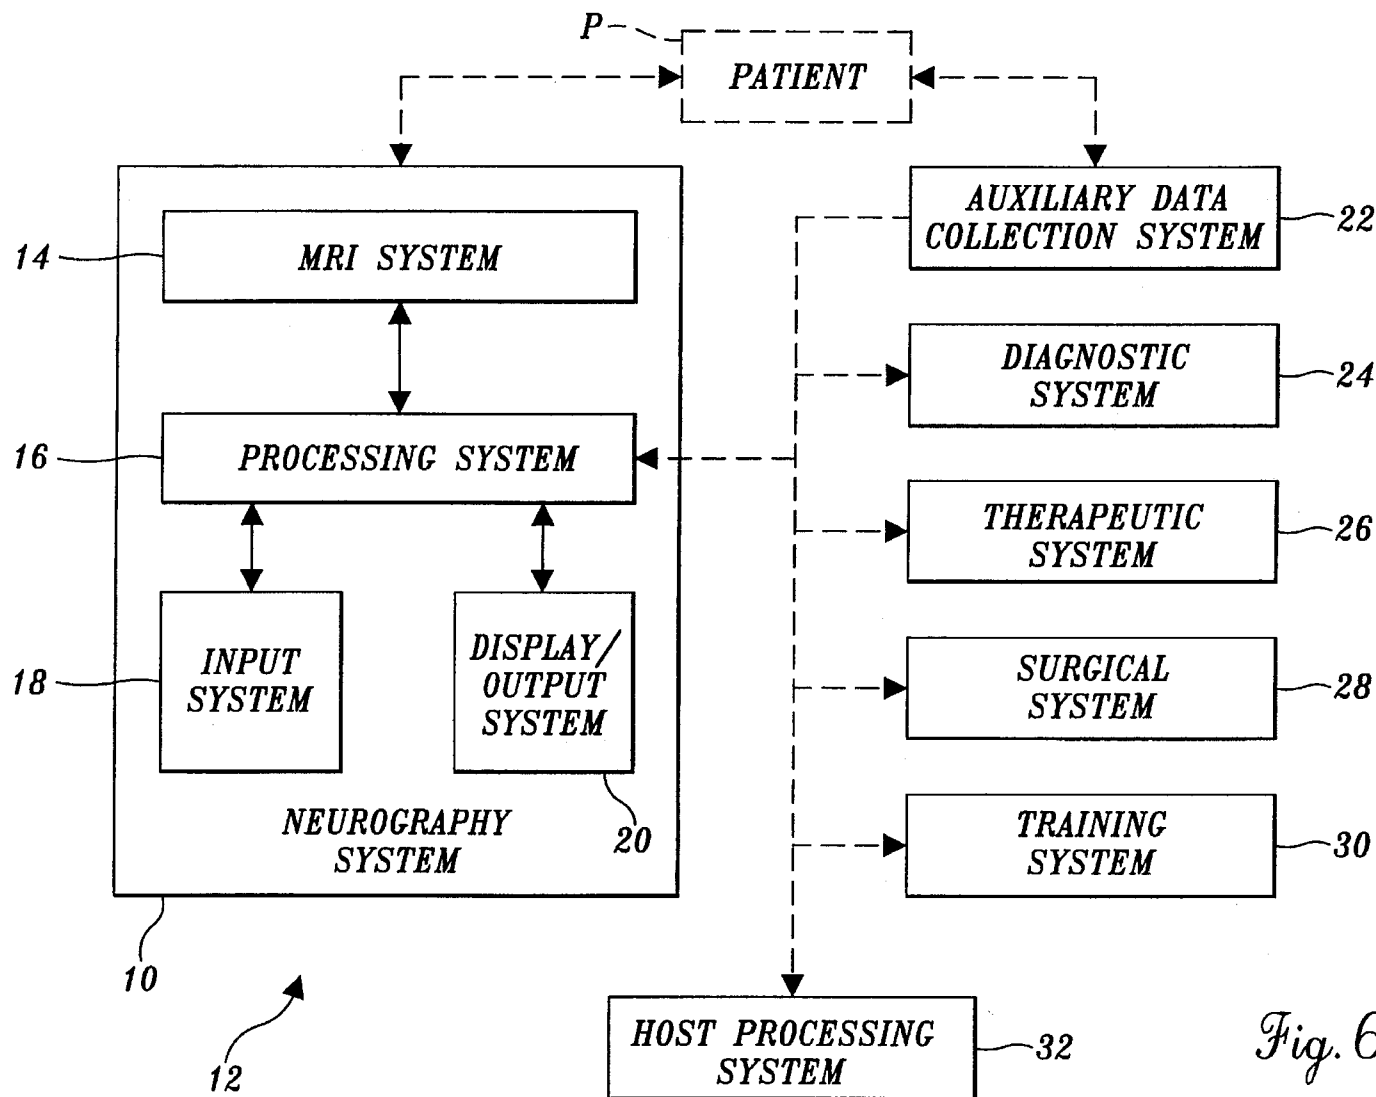 P
PATIENT
AUXILIARY DATA
COLLECTION SYSTEM
22
14
MRI SYSTEM
DIAGNOSTIC
SYSTEM
24
16
PROCESSING SYSTEM
THERAPEUTIC
SYSTEM
26
18
INPUT
SYSTEM
DISPLAY/
OUTPUT
SYSTEM
20
SURGICAL
SYSTEM
28
NEUROGRAPHY
SYSTEM
10
TRAINING
SYSTEM
30
12
HOST PROCESSING
SYSTEM
32
Fig. 6